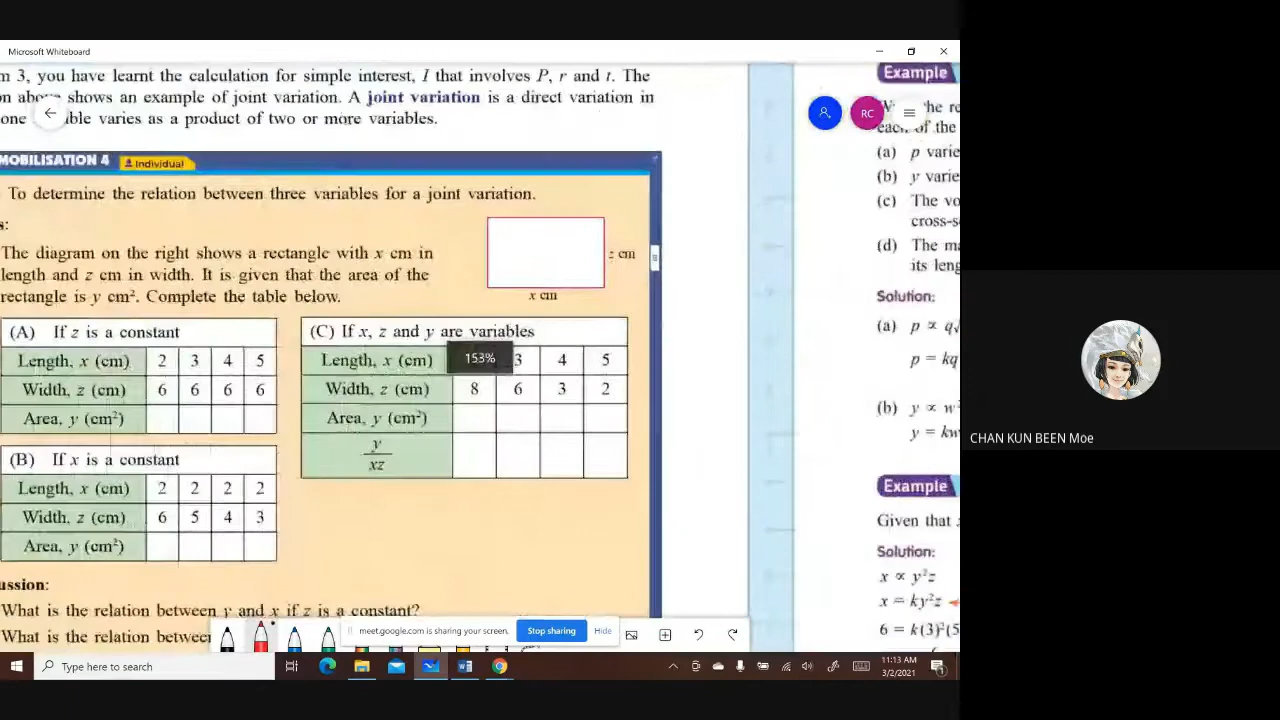 Microsoft Whiteboard
m 3, you have learnt the calculation for simple interest, I that involves P, r and t. The
on above shows an example of joint variation. A joint variation is a direct variation in
one able varies as a product of two or more variables.
MOBILISATION 4 Individual
To determine the relation between three variables for a joint variation.
s:
The diagram on the right shows a rectangle with x cm in
length and z cm in width. It is given that the area of the
rectangle is y cm². Complete the table below.
z cm
x cm
(A) If z is a constant
Length, x (cm) 2 3 4 5
Width, z (cm) 6 6 6 6
Area, y (cm²)
(B) If x is a constant
Length, x (cm) 2 2 2 2
Width, z (cm) 6 5 4 3
Area, y (cm²)
(C) If x, z and y are variables
Length, x (cm) 3 4 5
153%
Width, z (cm) 8 6 3 2
Area, y (cm²)
y
xz
ussion:
What is the relation between y and x if z is a constant?
What is the relation betwee
RC
Example
he re
each of the
(a) p varie
(b) y varie
(c) The vo
cross-s
(d) The ma
its leng
Solution:
(a) p ∝ q√
p = kq
(b) y ∝ w²
y = kw
Example
Given that
Solution:
x ∝ y²z
x = ky²z
6 = k(3)²(5
meet.google.com is sharing your screen. Stop sharing Hide
Type here to search
11:13 AM
3/2/2021
1
CHAN KUN BEEN Moe